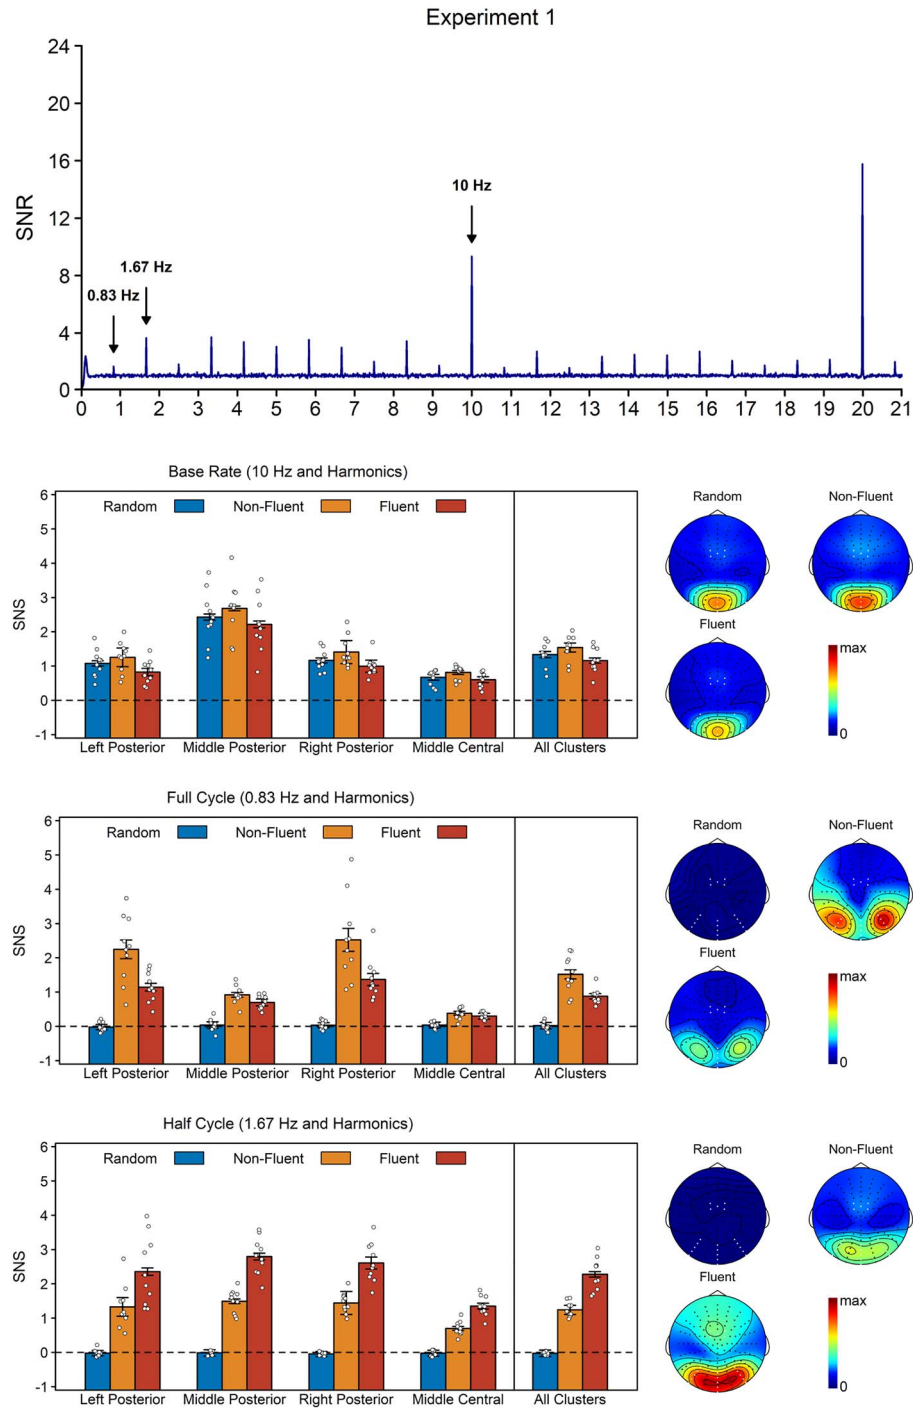 Experiment 1
24
20
16
12
8
4
0
SNR
10 Hz
1.67 Hz
0.83 Hz
0 1 2 3 4 5 6 7 8 9 10 11 12 13 14 15 16 17 18 19 20 21
Base Rate (10 Hz and Harmonics)
Random Non-Fluent Fluent
6
5
4
3
2
1
0
-1
SNS
Left Posterior Middle Posterior Right Posterior Middle Central All Clusters
Random Non-Fluent
Fluent
max
0
Full Cycle (0.83 Hz and Harmonics)
Random Non-Fluent Fluent
6
5
4
3
2
1
0
-1
SNS
Left Posterior Middle Posterior Right Posterior Middle Central All Clusters
Random Non-Fluent
Fluent
max
0
Half Cycle (1.67 Hz and Harmonics)
Random Non-Fluent Fluent
6
5
4
3
2
1
0
-1
SNS
Left Posterior Middle Posterior Right Posterior Middle Central All Clusters
Random Non-Fluent
Fluent
max
0